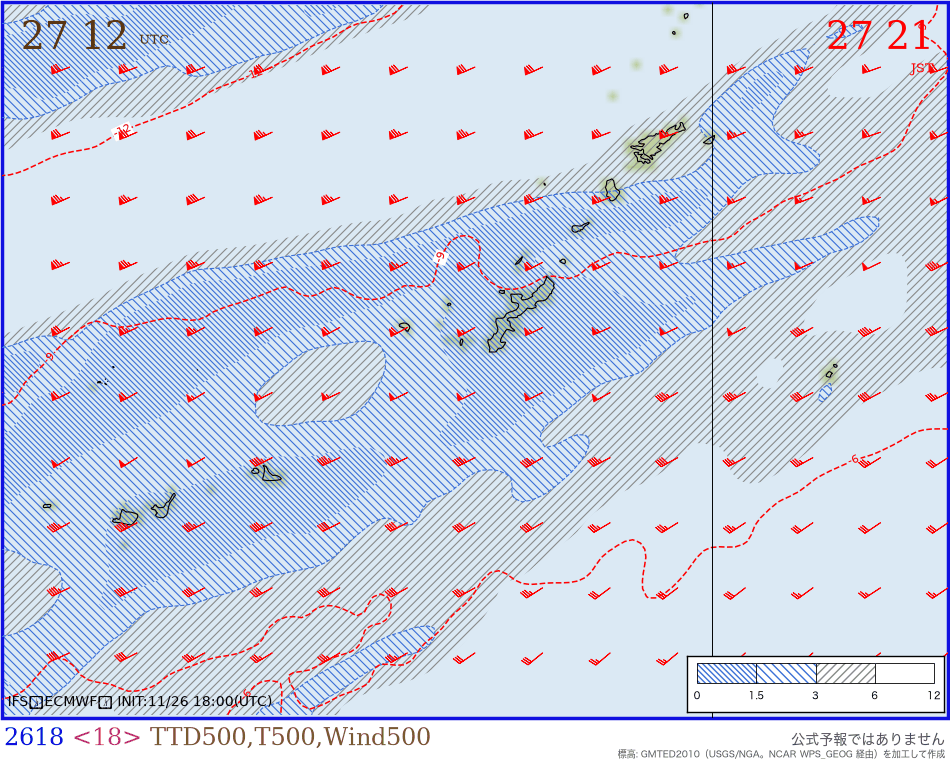 27 12 UTC
27 21
JST
-12
-12
-9
-9
-6
-6
IFS□ECMWF□ INIT:11/26 18:00(UTC)
0 1.5 3 6 12
2618 <18> TTD500,T500,Wind500
公式予報ではありません
標高: GMTED2010（USGS/NGA。NCAR WPS_GEOG 経由）を加工して作成